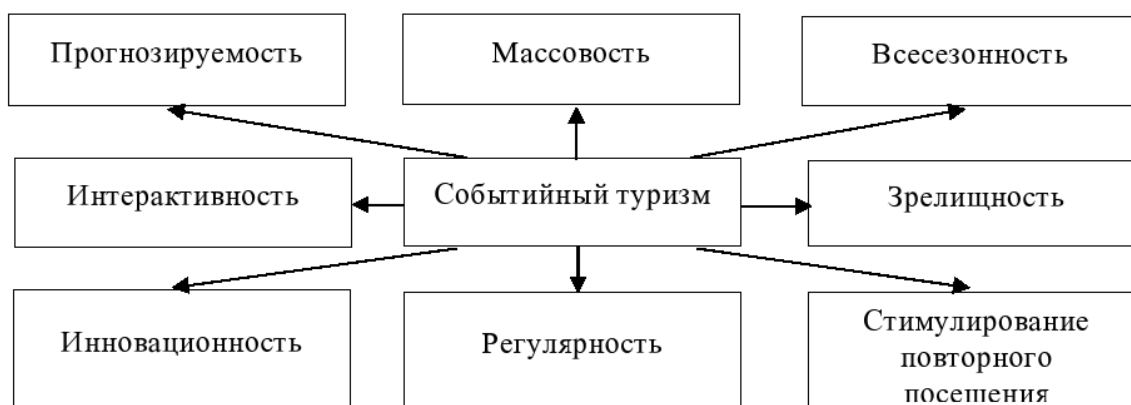 Прогнозируемость
Массовость
Всесезонность
Интерактивность
Событийный туризм
Зрелищность
Инновационность
Регулярность
Стимулирование
повторного
посещения